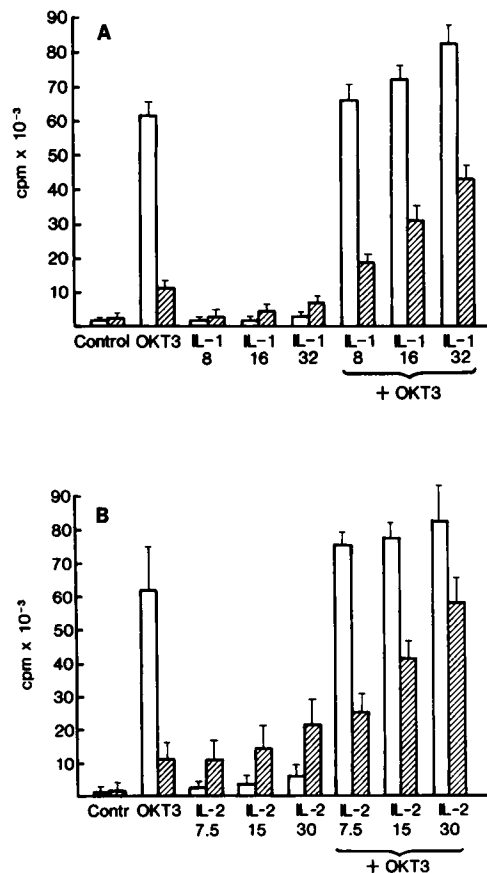 A
cpm x 10⁻³
90
80
70
60
50
40
30
20
10
Control OKT3 IL-1 IL-1 IL-1 IL-1 IL-1 IL-1
8 16 32 8 16 32
+ OKT3
B
cpm x 10⁻³
90
80
70
60
50
40
30
20
10
Contr OKT3 IL-2 IL-2 IL-2 IL-2 IL-2 IL-2
7.5 15 30 7.5 15 30
+ OKT3